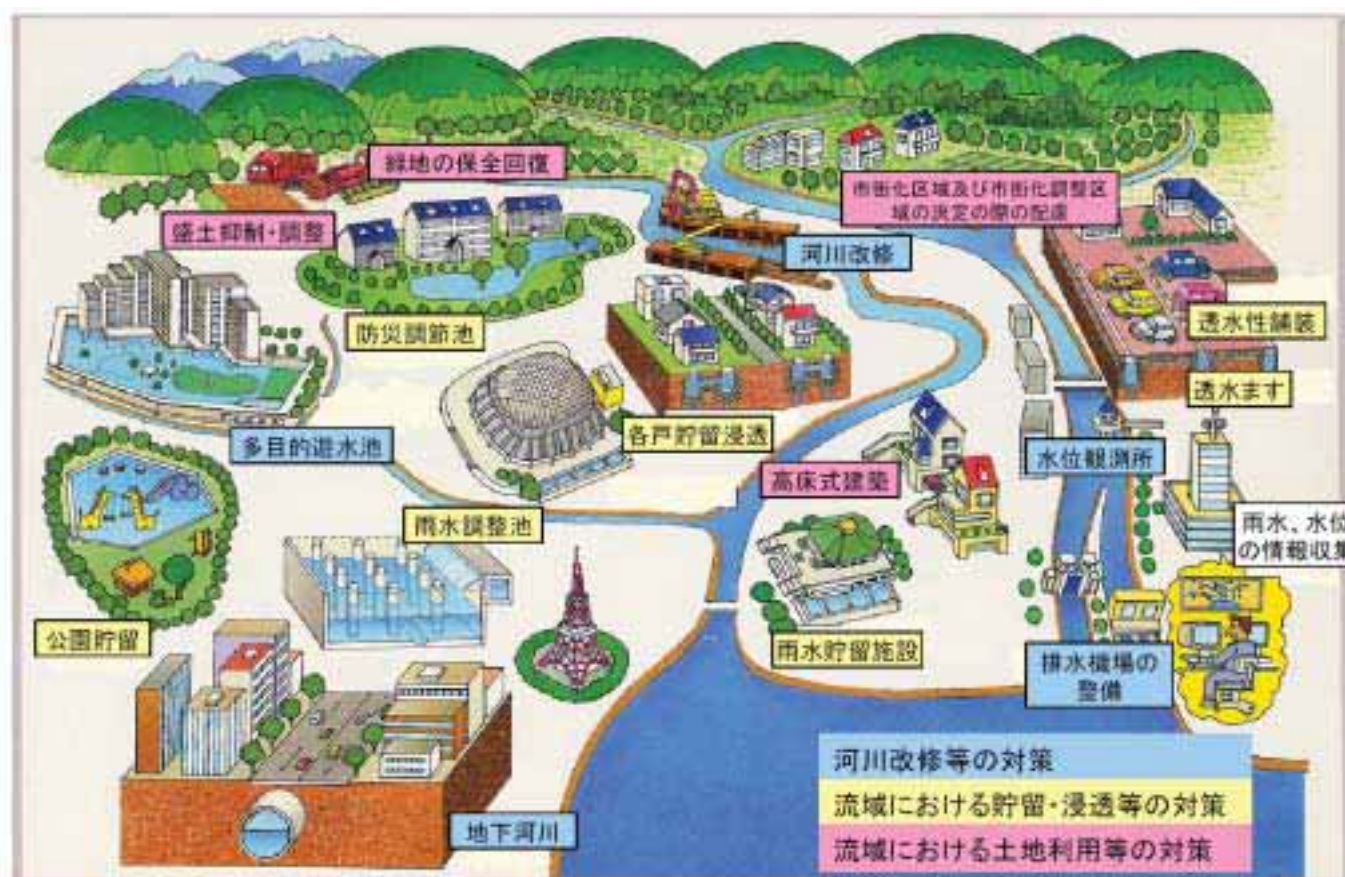 緑地の保全回復
市街化区域及び市街化調整区
域の決定の際の配慮
盛土抑制・調整
河川改修
防災調節池
透水性舗装
透水ます
多目的遊水池
各戸貯留浸透
水位観測所
高床式建築
雨水調整池
雨水、水位
の情報収集
公園貯留
雨水貯留施設
排水機場の
整備
地下河川
河川改修等の対策
流域における貯留・浸透等の対策
流域における土地利用等の対策